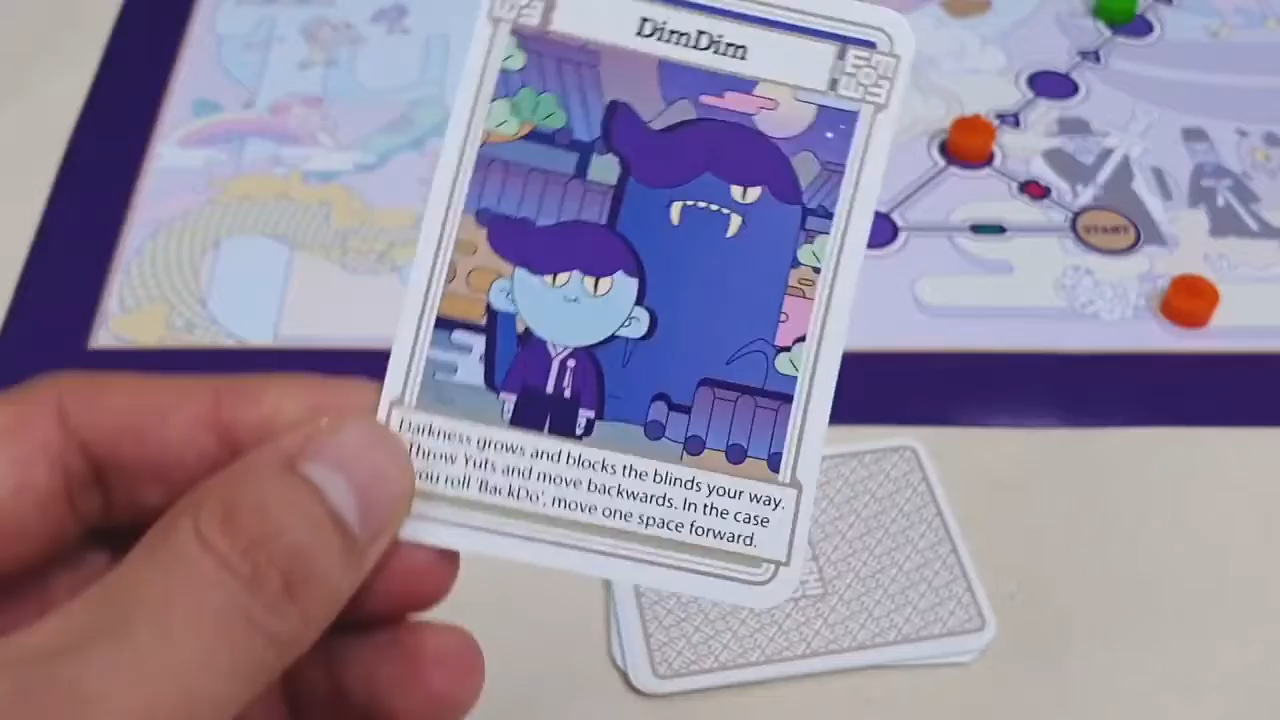 DimDim
START
Darkness grows and blocks the blinds your way.
Throw Yuts and move backwards. In the case
you roll 'BackDo', move one space forward.